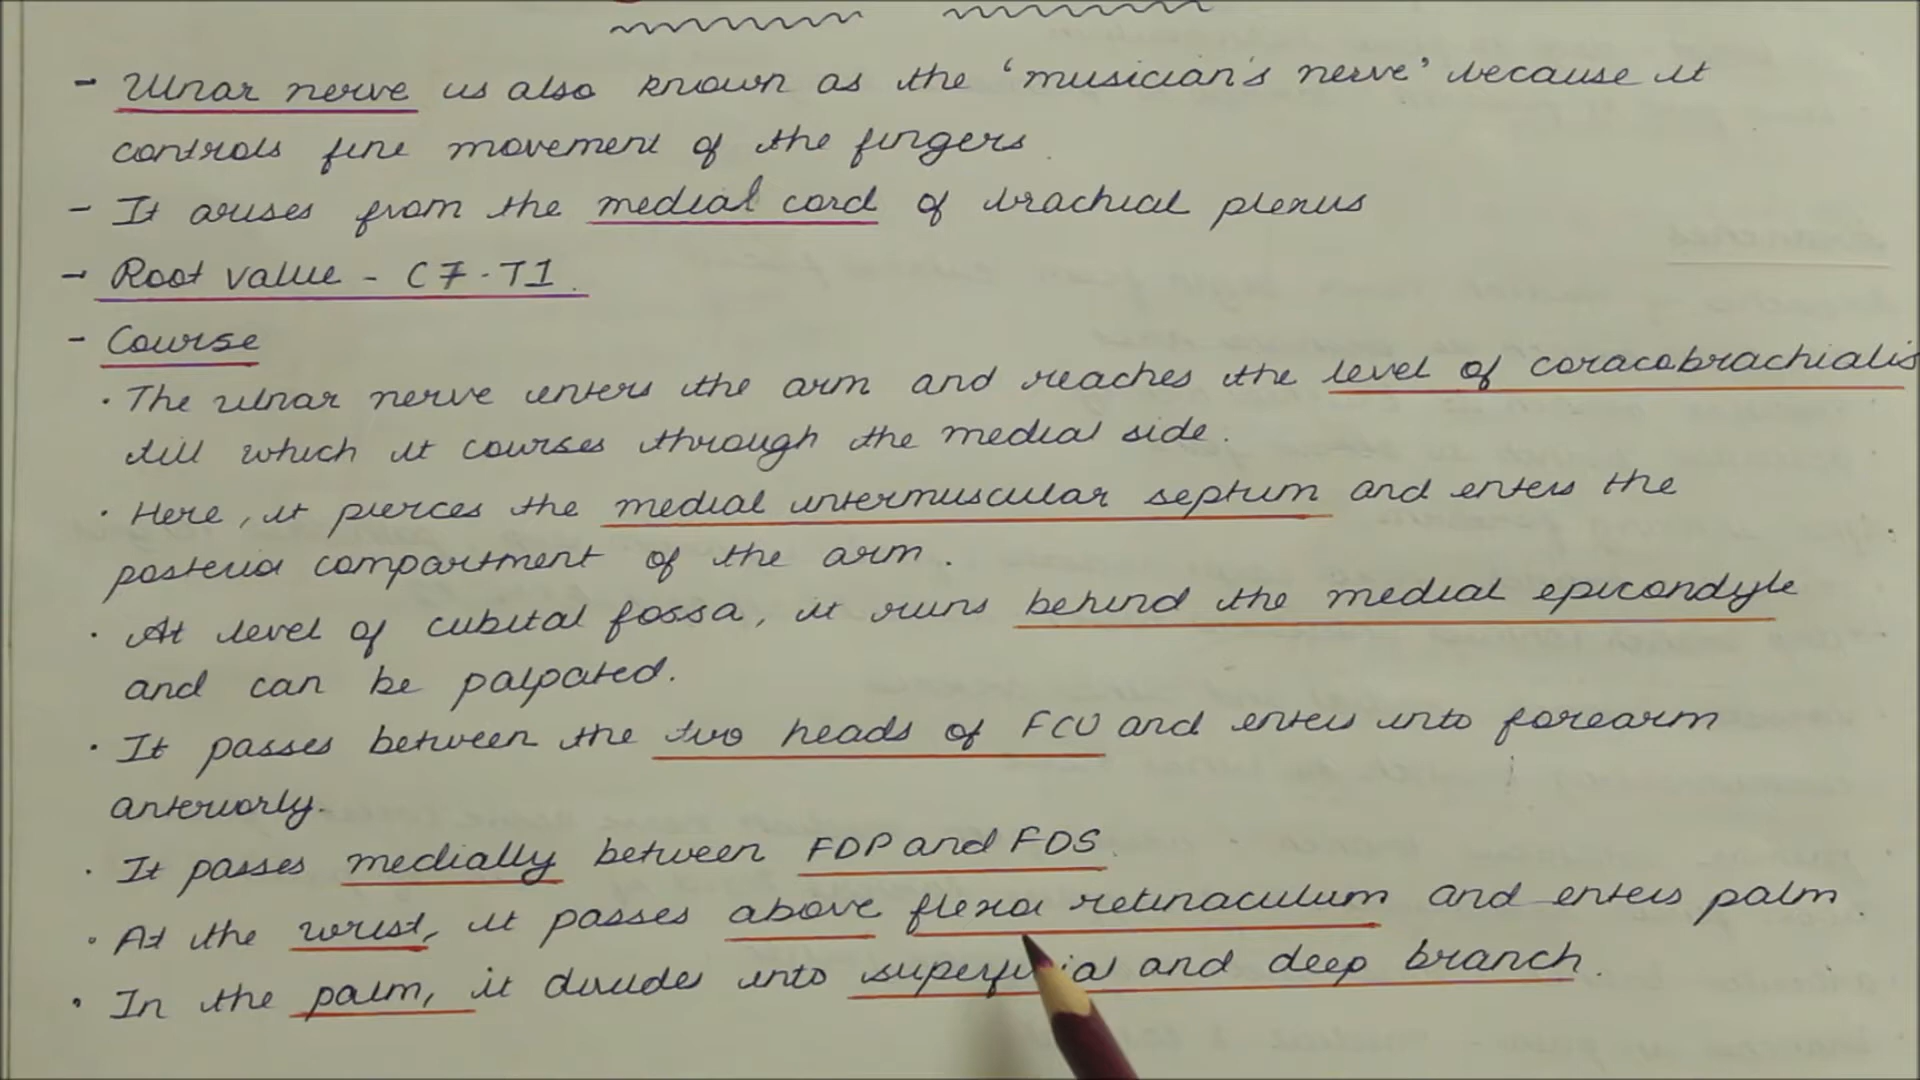 - Ulnar nerve is also known as the 'musician's nerve' because it
controls fine movement of the fingers
- It arises from the medial cord of brachial plexus
- Root value - C7-T1.
- Course
· The ulnar nerve enters the arm and reaches the level of coracobrachialis
till which it courses through the medial side.
· Here, it pierces the medial intermuscular septum and enters the
posterior compartment of the arm.
· At level of cubital fossa, it runs behind the medial epicondyle
and can be palpated.
· It passes between the two heads of FCU and enters into forearm
anteriorly.
· It passes medially between FDP and FDS.
· At the wrist, it passes above flexor retinaculum and enters palm.
· In the palm, it divides into superficial and deep branch.